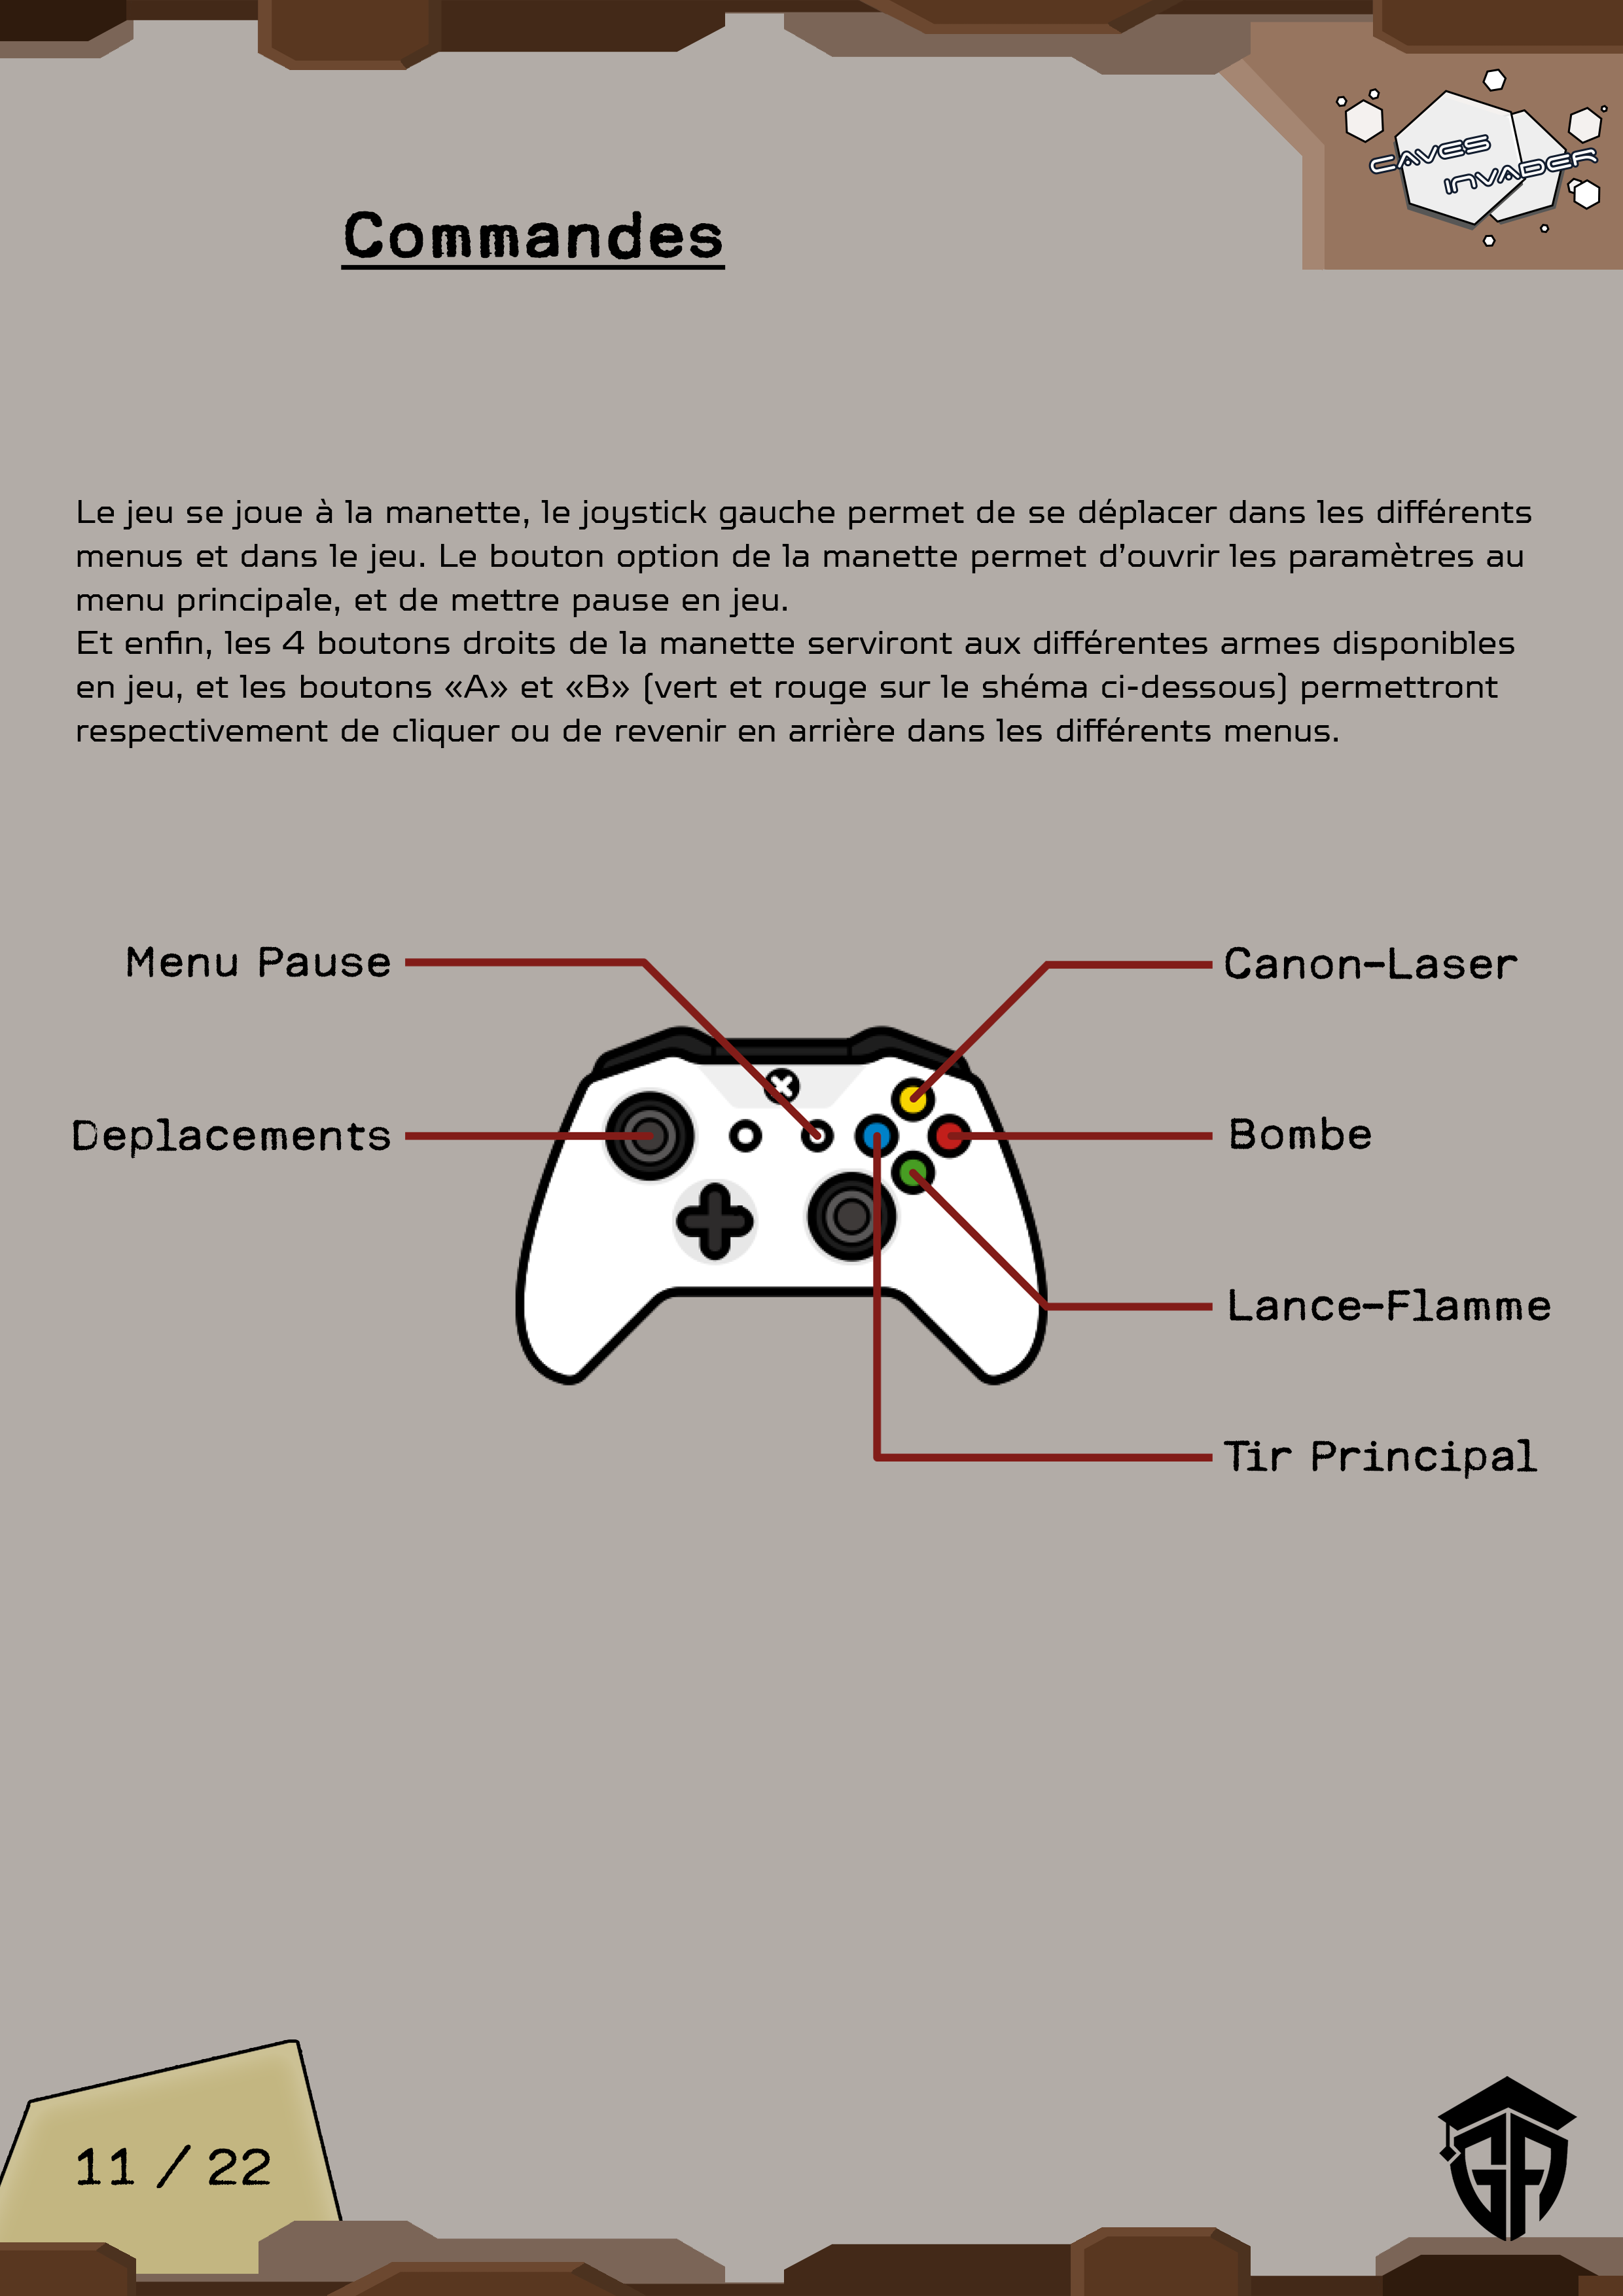 CAVES
INVADER
Commandes
Le jeu se joue à la manette, le joystick gauche permet de se déplacer dans les différents
menus et dans le jeu. Le bouton option de la manette permet d’ouvrir les paramètres au
menu principale, et de mettre pause en jeu.
Et enfin, les 4 boutons droits de la manette serviront aux différentes armes disponibles
en jeu, et les boutons «A» et «B» (vert et rouge sur le shéma ci-dessous) permettront
respectivement de cliquer ou de revenir en arrière dans les différents menus.
Menu Pause
Canon-Laser
Deplacements
Bombe
Lance-Flamme
Tir Principal
11 / 22
GA